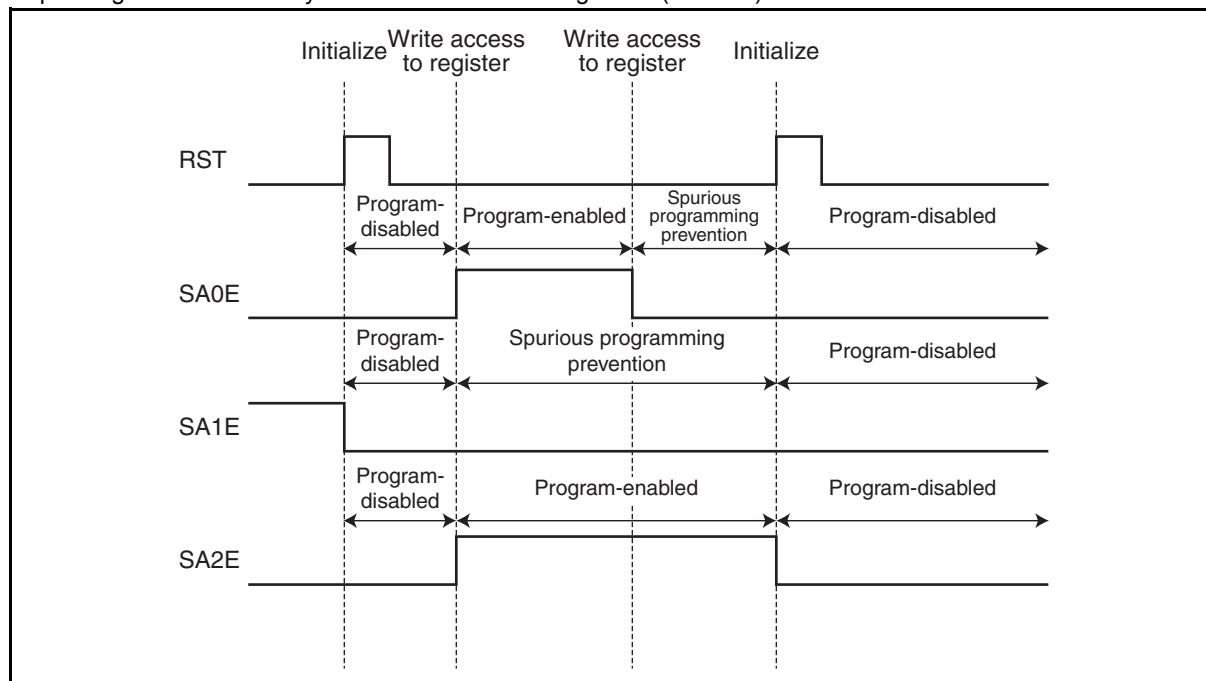 Initialize Write access to register Write access to register Initialize
RST
Program-disabled Program-enabled Spurious programming prevention Program-disabled
SA0E
Program-disabled Spurious programming prevention Program-disabled
SA1E
Program-disabled Program-enabled Program-disabled
SA2E